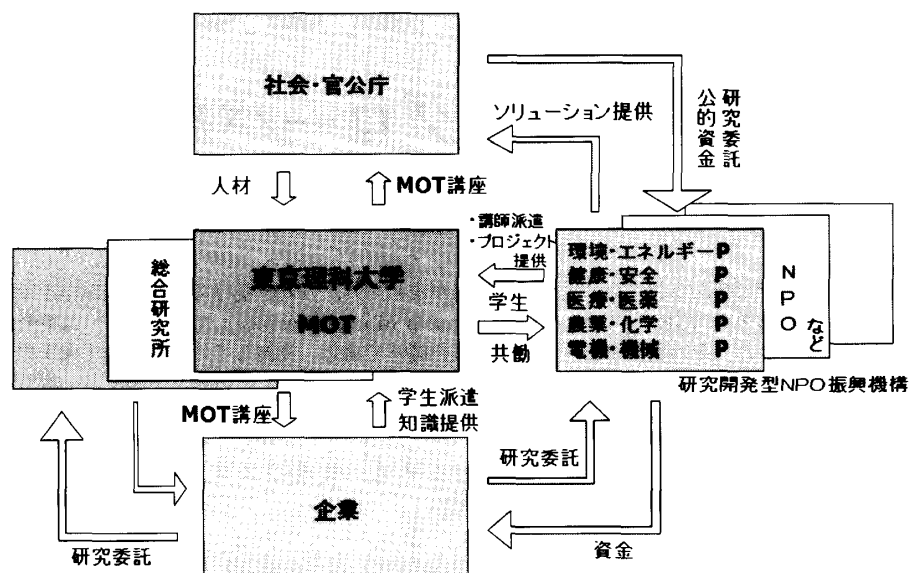 社会・官公庁
ソリューション提供
研究委託
公的資金
人材
MOT講座
・講師派遣
・プロジェクト
提供
学生
共働
総合研究所
東京理科大学
MOT
環境・エネルギーP
健康・安全 P
医療・医薬 P
農業・化学 P
電機・機械 P
NPO
など
研究開発型NPO振興機構
MOT講座
学生派遣
知識提供
研究委託
企業
研究委託
資金